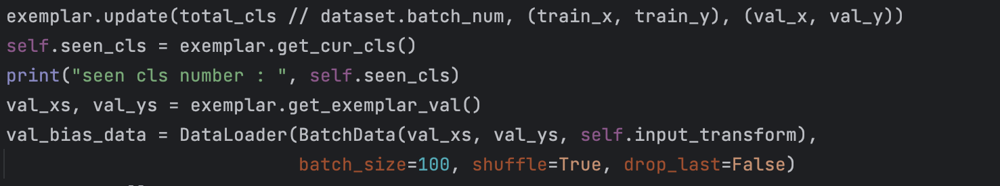 exemplar.update(total_cls // dataset.batch_num, (train_x, train_y), (val_x, val_y))
self.seen_cls = exemplar.get_cur_cls()
print("seen cls number : ", self.seen_cls)
val_xs, val_ys = exemplar.get_exemplar_val()
val_bias_data = DataLoader(BatchData(val_xs, val_ys, self.input_transform),
                           batch_size=100, shuffle=True, drop_last=False)